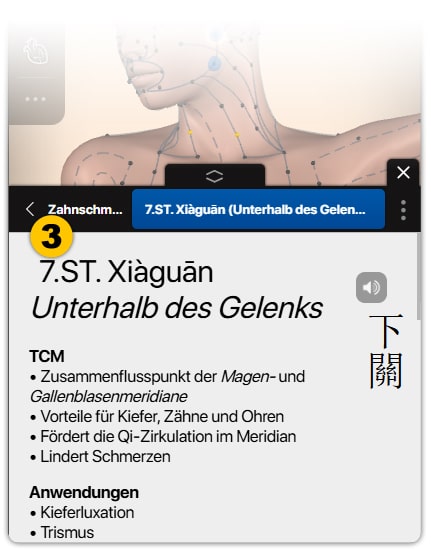 Zahnschm...
7.ST. Xiàguān (Unterhalb des Gelen...
3
7.ST. Xiàguān
Unterhalb des Gelenks
下關
TCM
• Zusammenflusspunkt der Magen- und
Gallenblasenmeridiane
• Vorteile für Kiefer, Zähne und Ohren
• Fördert die Qi-Zirkulation im Meridian
• Lindert Schmerzen
Anwendungen
• Kieferluxation
• Trismus